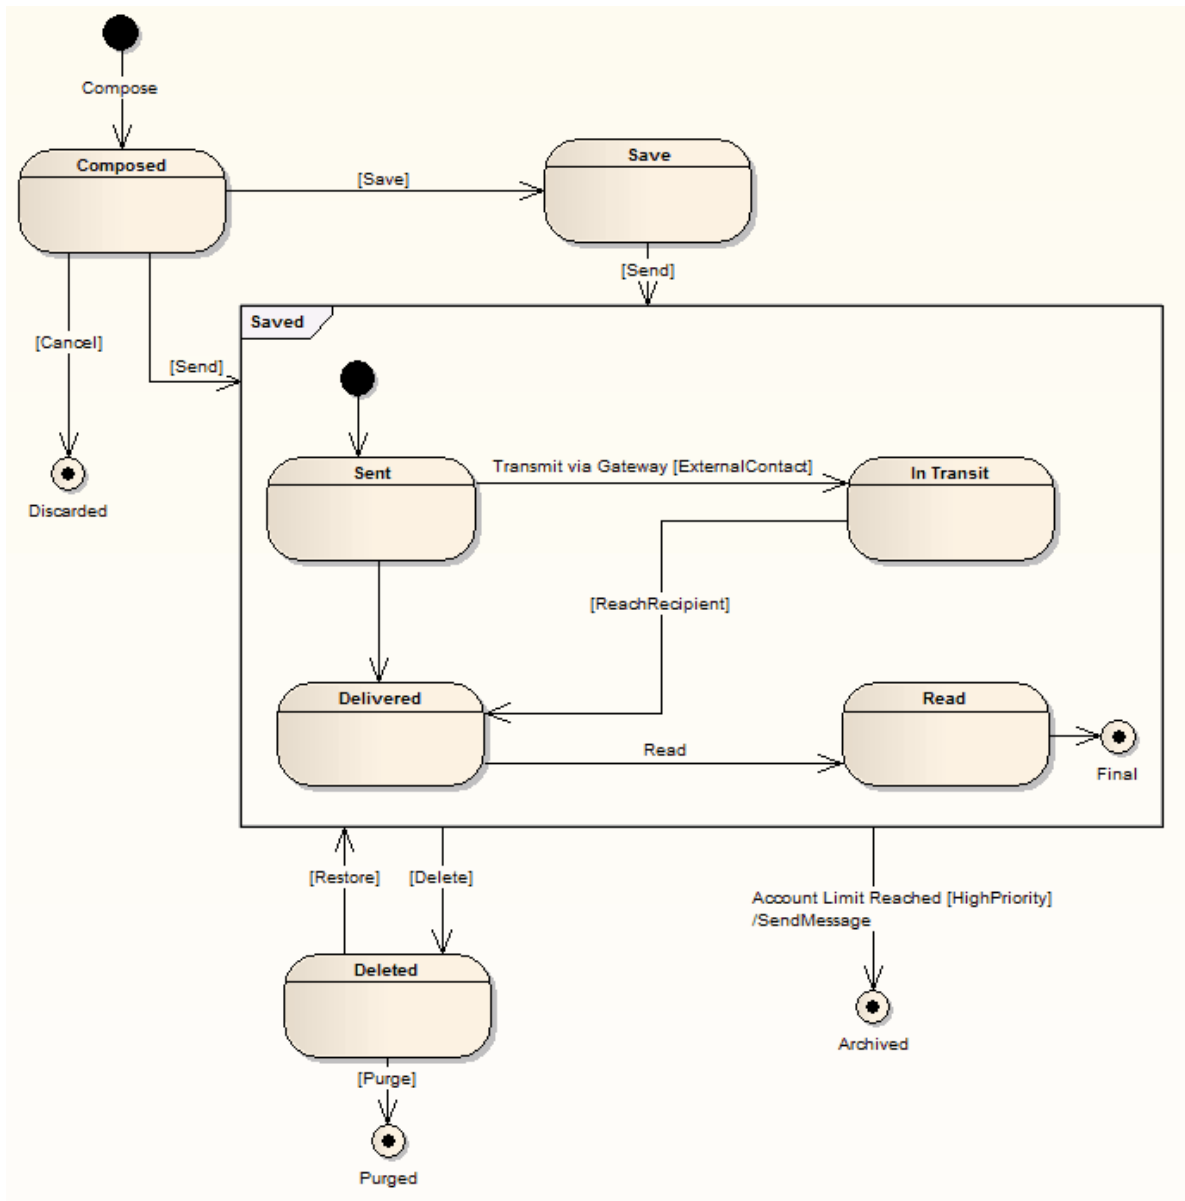 Compose
Composed
Save
[Save]
[Send]
Saved
[Cancel]
[Send]
Sent
Transmit via Gateway [ExternalContact]
In Transit
Discarded
[ReachRecipient]
Delivered
Read
Read
Final
[Restore]
[Delete]
Account Limit Reached [HighPriority]
/SendMessage
Deleted
Archived
[Purge]
Purged